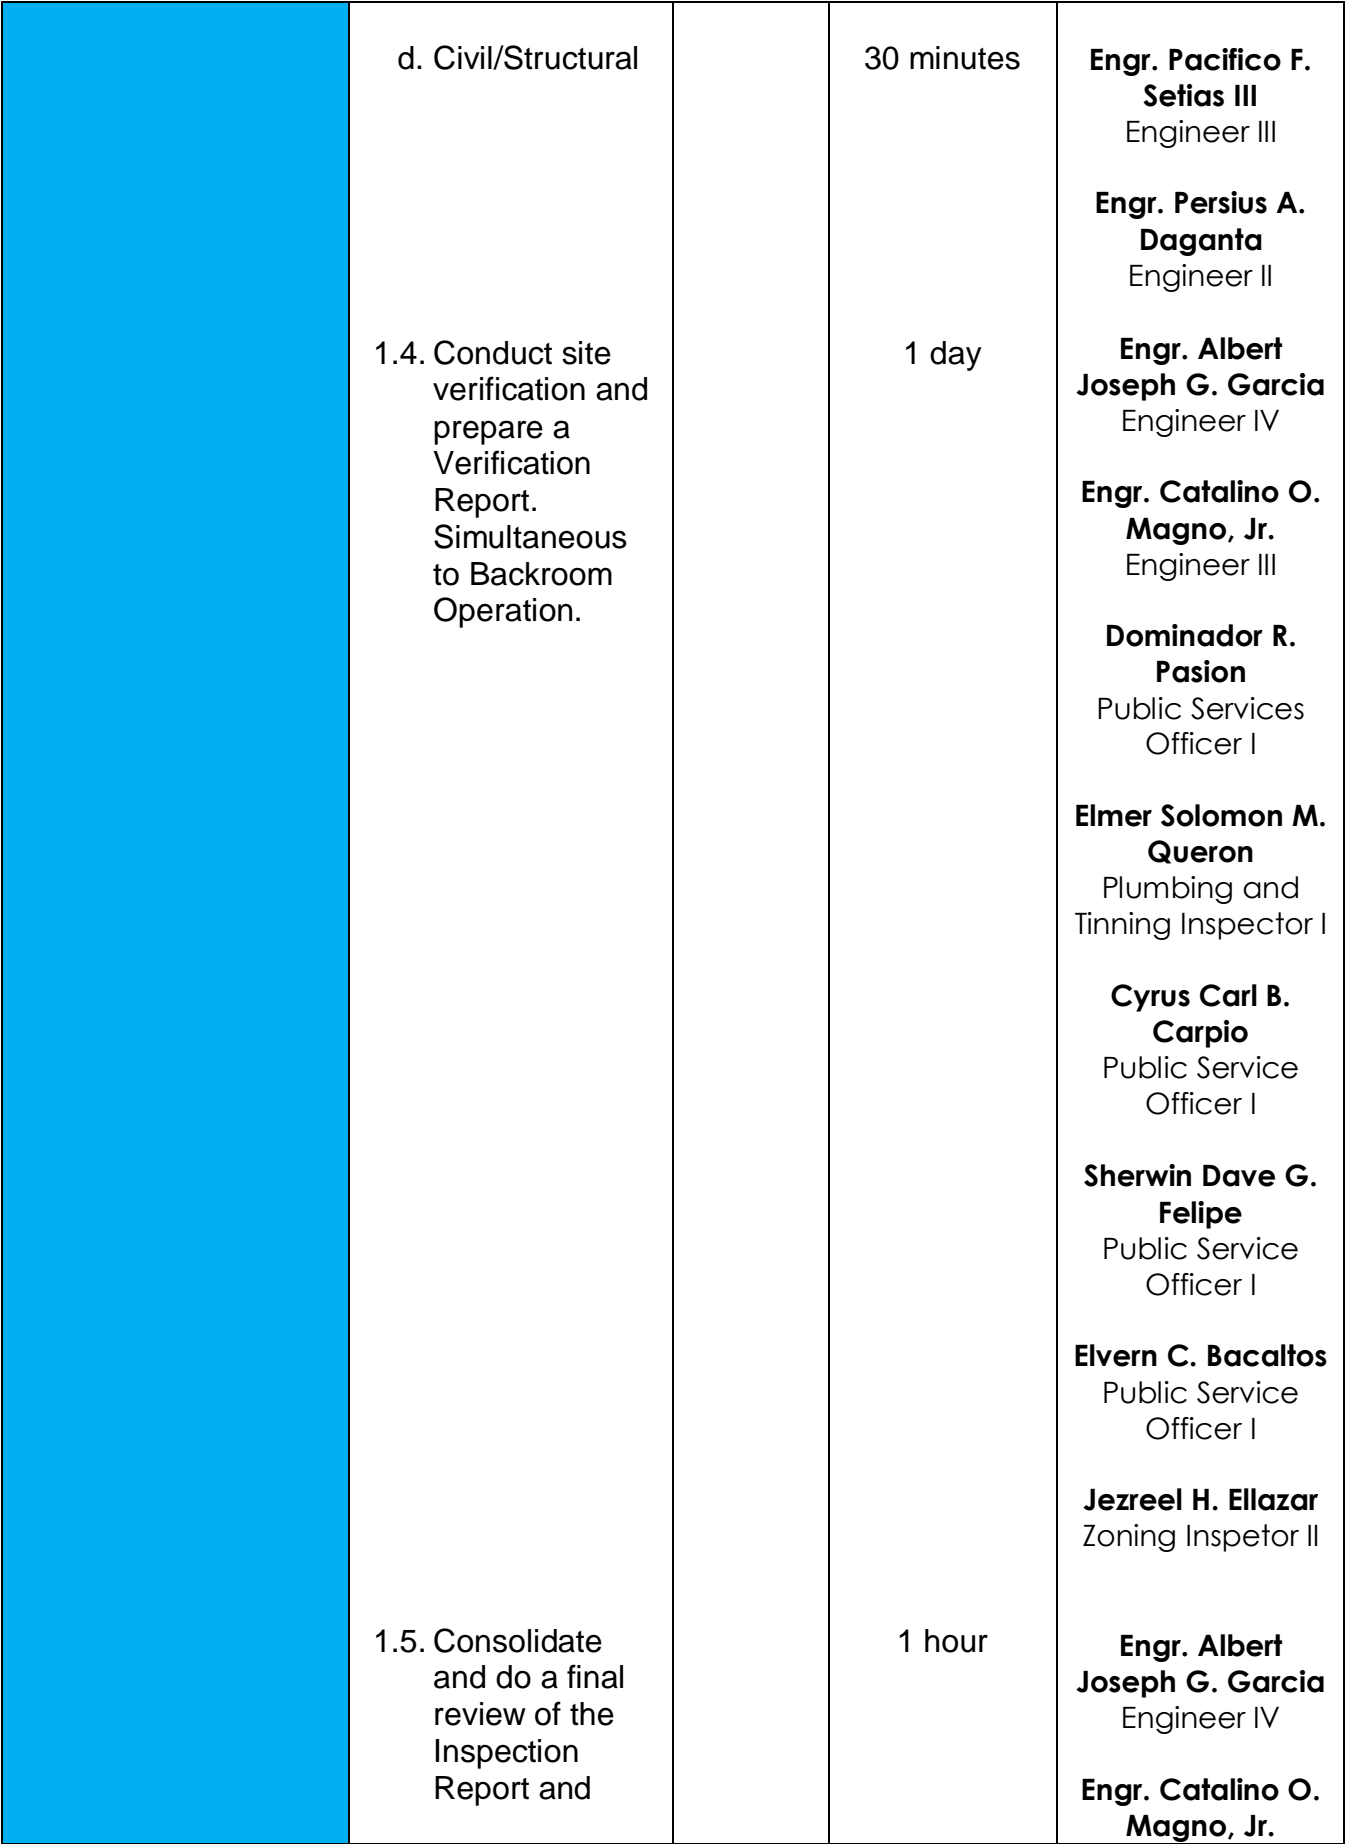 d. Civil/Structural
30 minutes
Engr. Pacifico F.
Setias III
Engineer III
Engr. Persius A.
Daganta
Engineer II
1.4. Conduct site
verification and
prepare a
Verification
Report.
Simultaneous
to Backroom
Operation.
1 day
Engr. Albert
Joseph G. Garcia
Engineer IV
Engr. Catalino O.
Magno, Jr.
Engineer III
Dominador R.
Pasion
Public Services
Officer I
Elmer Solomon M.
Queron
Plumbing and
Tinning Inspector I
Cyrus Carl B.
Carpio
Public Service
Officer I
Sherwin Dave G.
Felipe
Public Service
Officer I
Elvern C. Bacaltos
Public Service
Officer I
Jezreel H. Ellazar
Zoning Inspetor II
1.5. Consolidate
and do a final
review of the
Inspection
Report and
1 hour
Engr. Albert
Joseph G. Garcia
Engineer IV
Engr. Catalino O.
Magno, Jr.